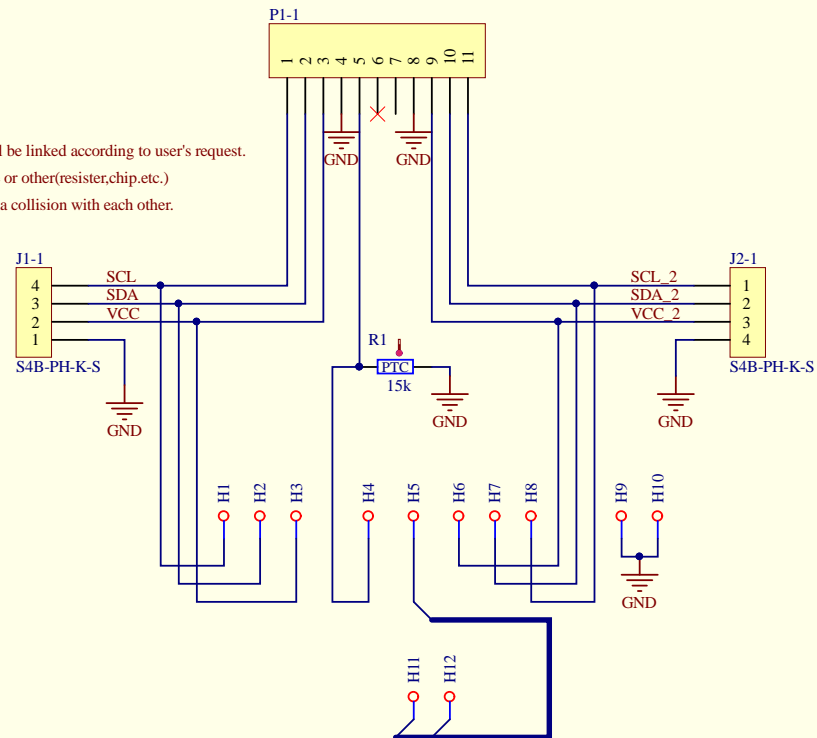 P1-1
1 2 3 4 5 6 7 8 9 10 11
GND GND
be linked according to user's request.
or other(resister,chip.etc.)
a collision with each other.
J1-1
4 SCL
3 SDA
2 VCC
1
S4B-PH-K-S
GND
R1
PTC
15k
GND
J2-1
SCL_2 1
SDA_2 2
VCC_2 3
4
S4B-PH-K-S
GND
H1 H2 H3 H4 H5 H6 H7 H8 H9 H10
GND
H11 H12